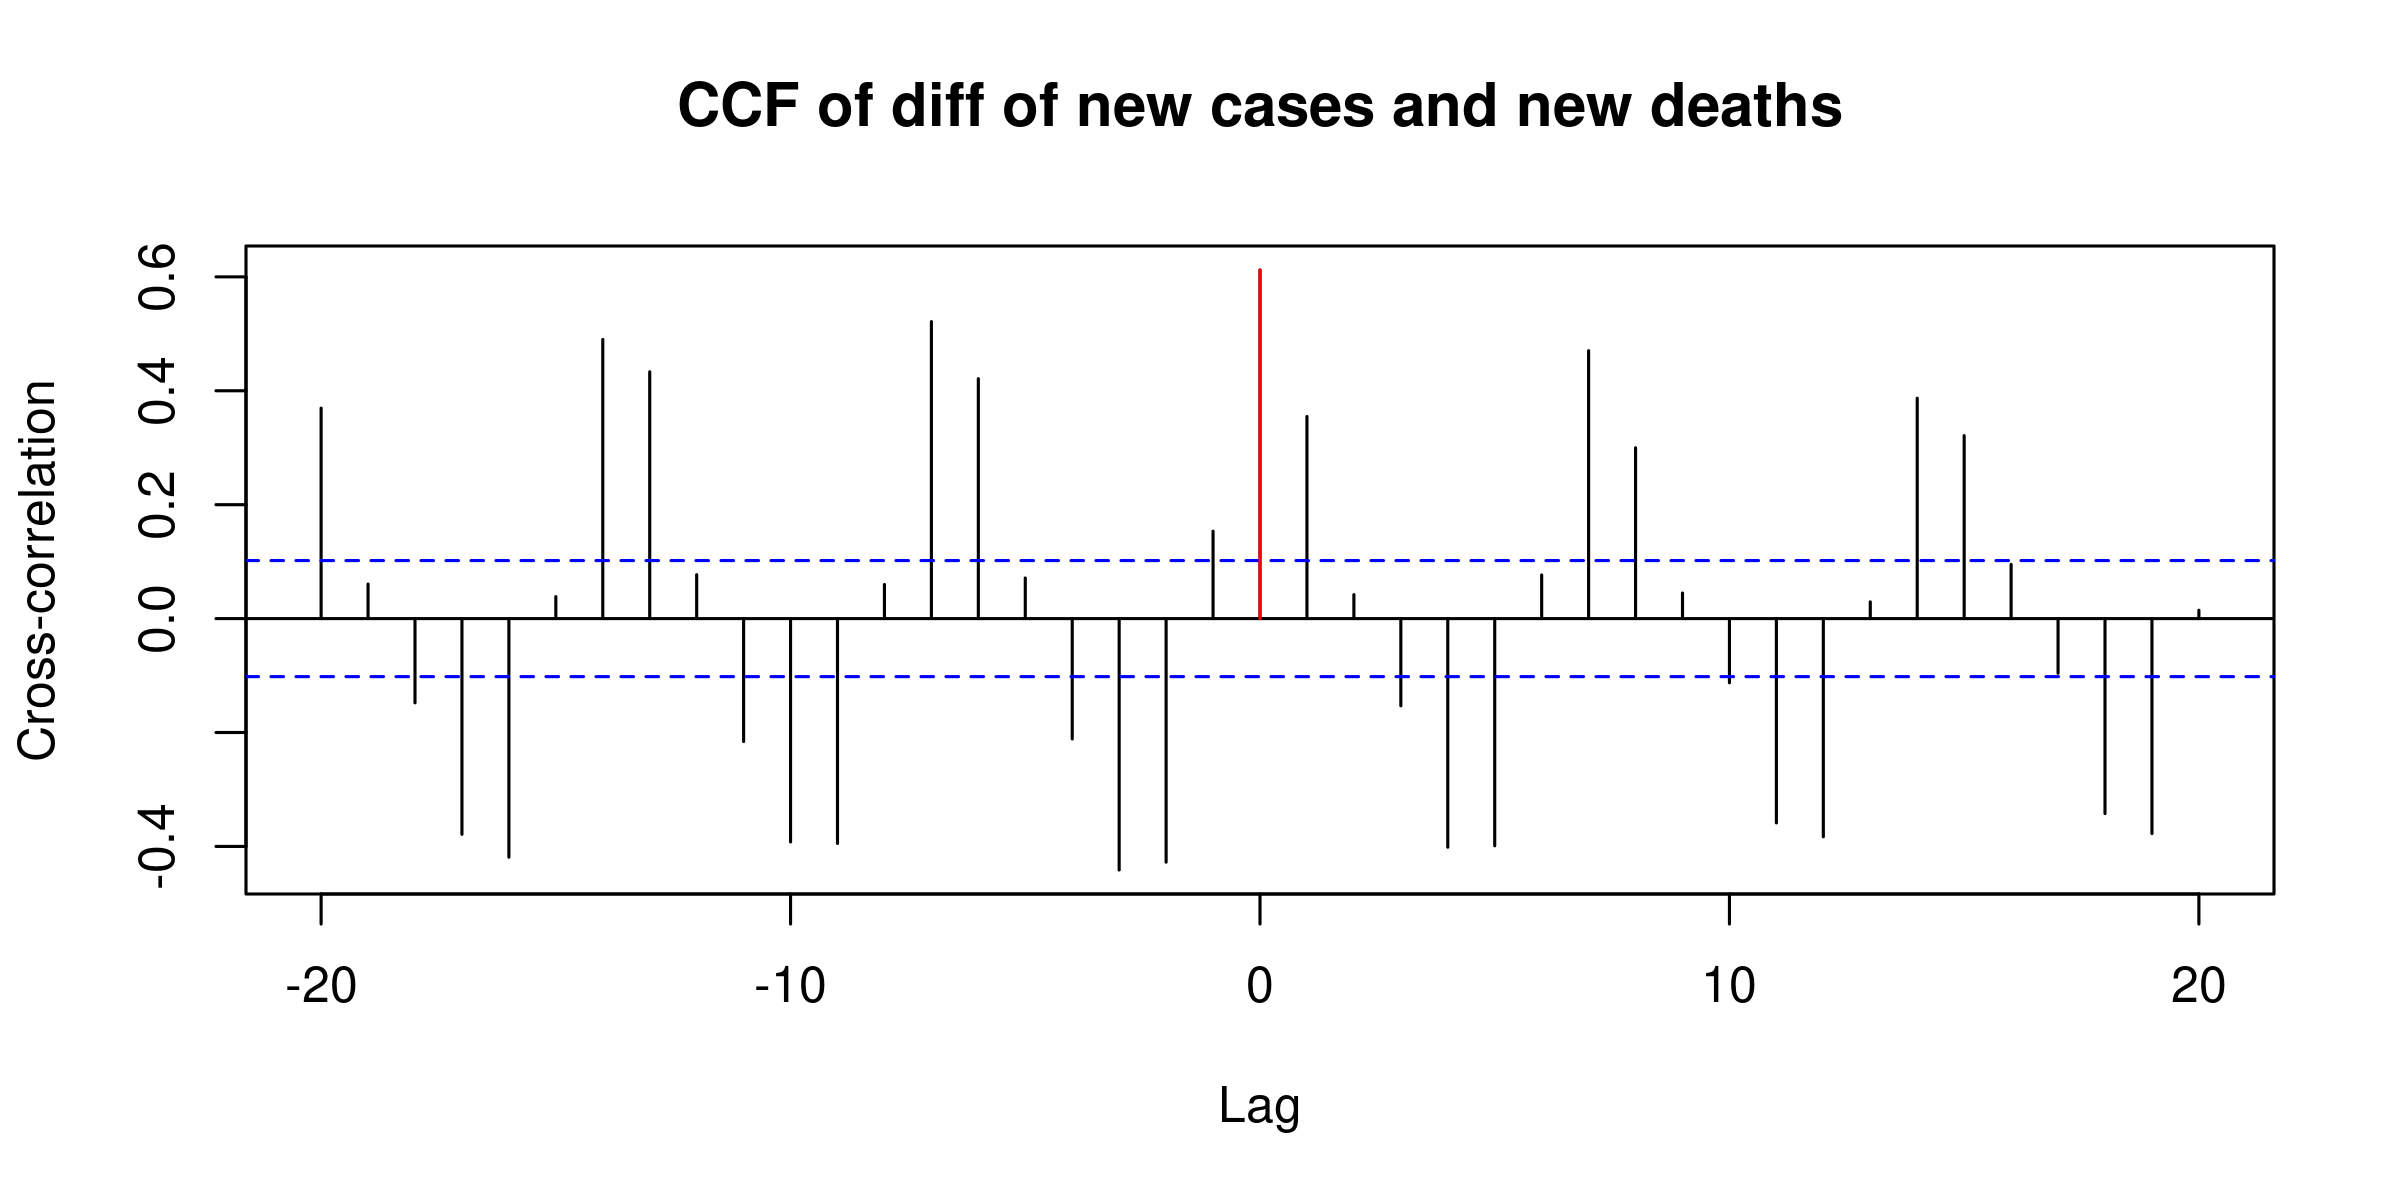 CCF of diff of new cases and new deaths
Cross-correlation
0.6
0.4
0.2
0.0
-0.4
-20 -10 0 10 20
Lag